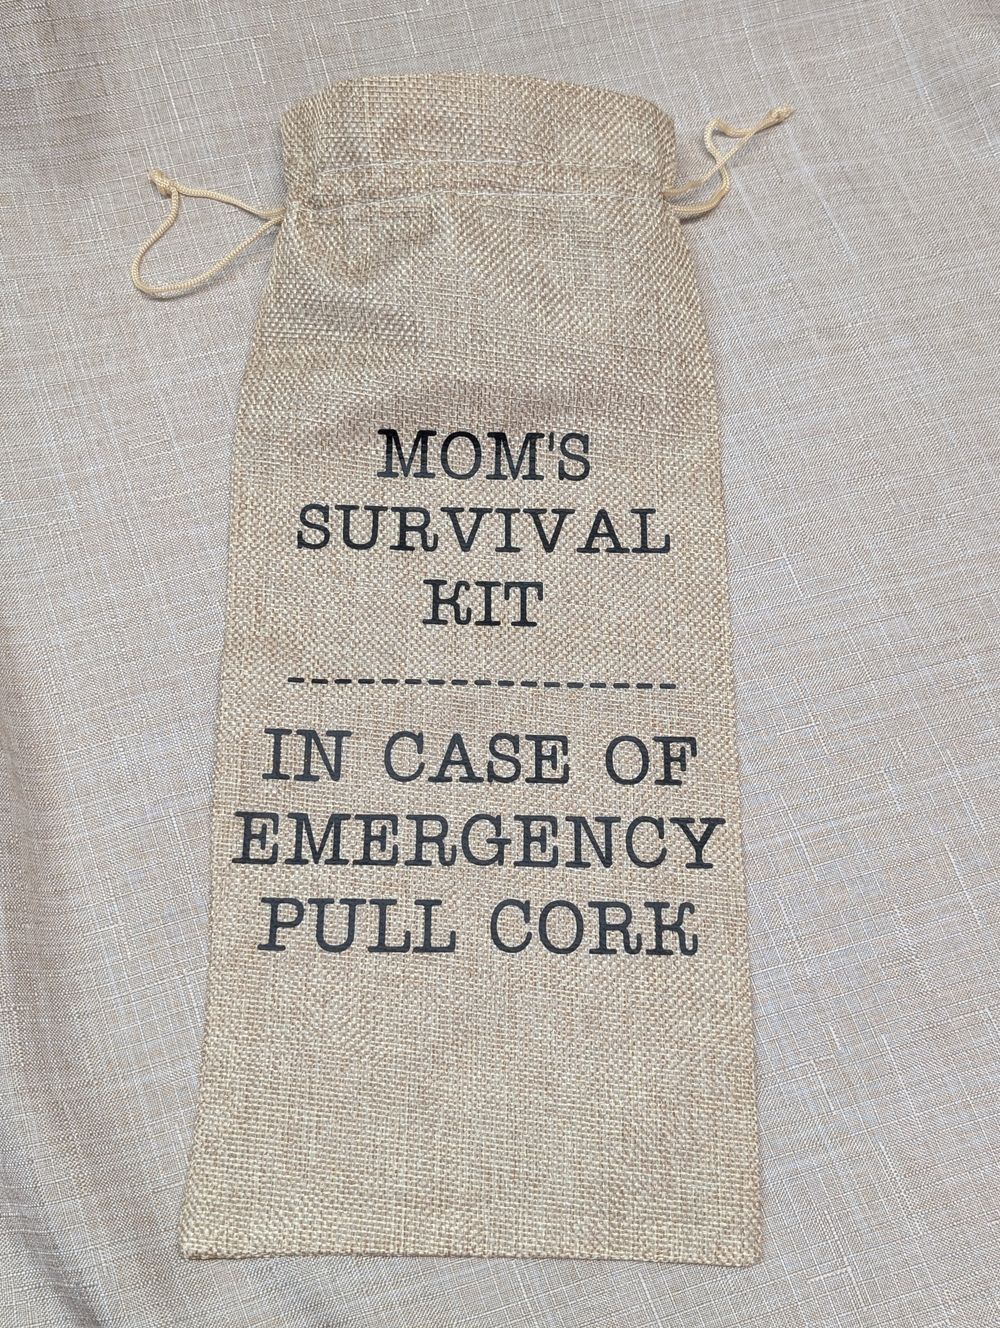 MOM'S
SURVIVAL
KIT
-----------------
IN CASE OF
EMERGENCY
PULL CORK